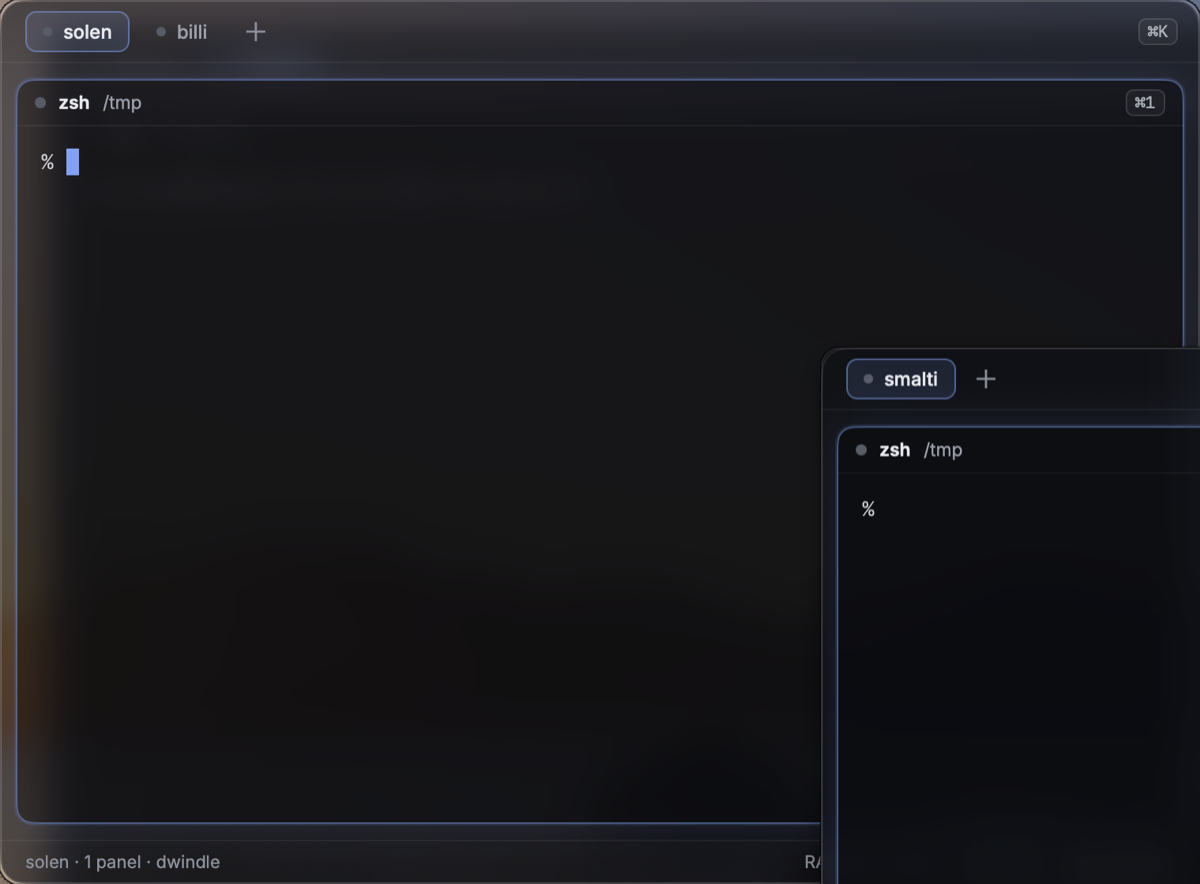 solen billi + ⌘K
zsh /tmp ⌘1
%
smalti +
zsh /tmp
%
solen · 1 panel · dwindle